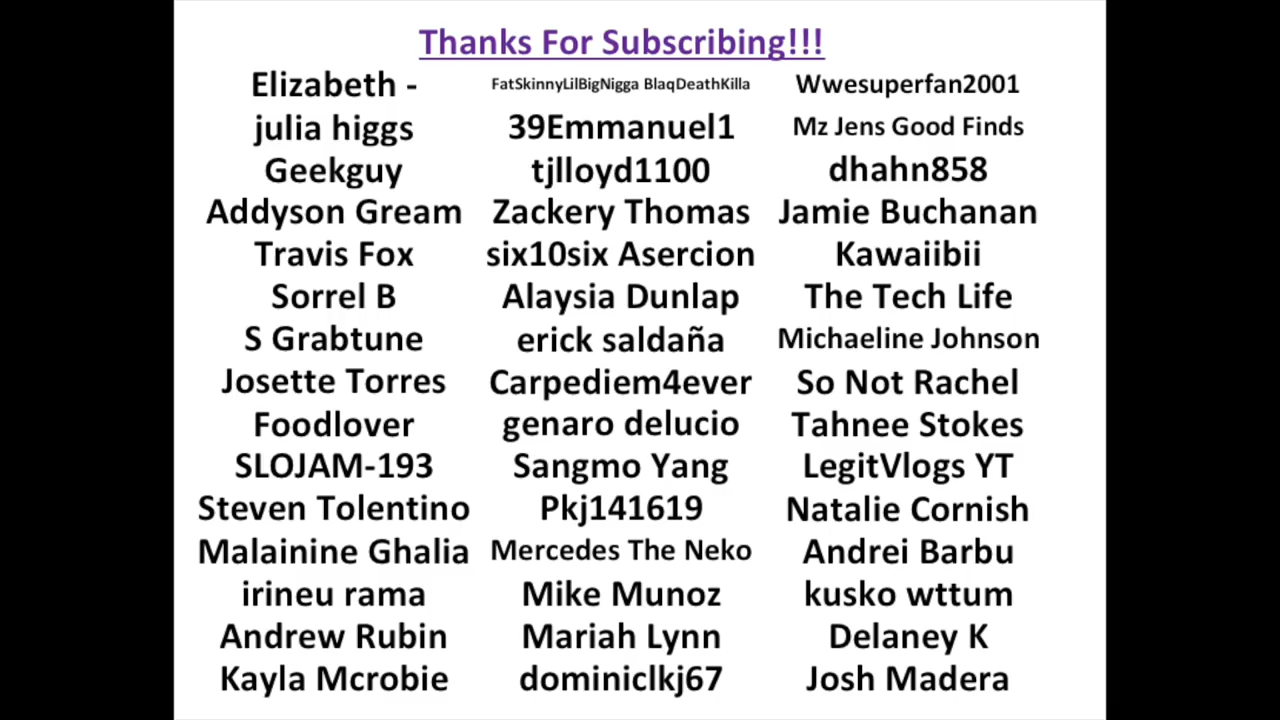 Thanks For Subscribing!!!
Elizabeth -
julia higgs
Geekguy
Addyson Gream
Travis Fox
Sorrel B
S Grabtune
Josette Torres
Foodlover
SLOJAM-193
Steven Tolentino
Malainine Ghalia
irineu rama
Andrew Rubin
Kayla Mcrobie
FatSkinnyLilBigNigga BlaqDeathKilla
39Emmanuel1
tjlloyd1100
Zackery Thomas
six10six Asercion
Alaysia Dunlap
erick saldaña
Carpediem4ever
genaro delucio
Sangmo Yang
Pkj141619
Mercedes The Neko
Mike Munoz
Mariah Lynn
dominiclkj67
Wwesuperfan2001
Mz Jens Good Finds
dhahn858
Jamie Buchanan
Kawaiibii
The Tech Life
Michaeline Johnson
So Not Rachel
Tahnee Stokes
LegitVlogs YT
Natalie Cornish
Andrei Barbu
kusko wttum
Delaney K
Josh Madera